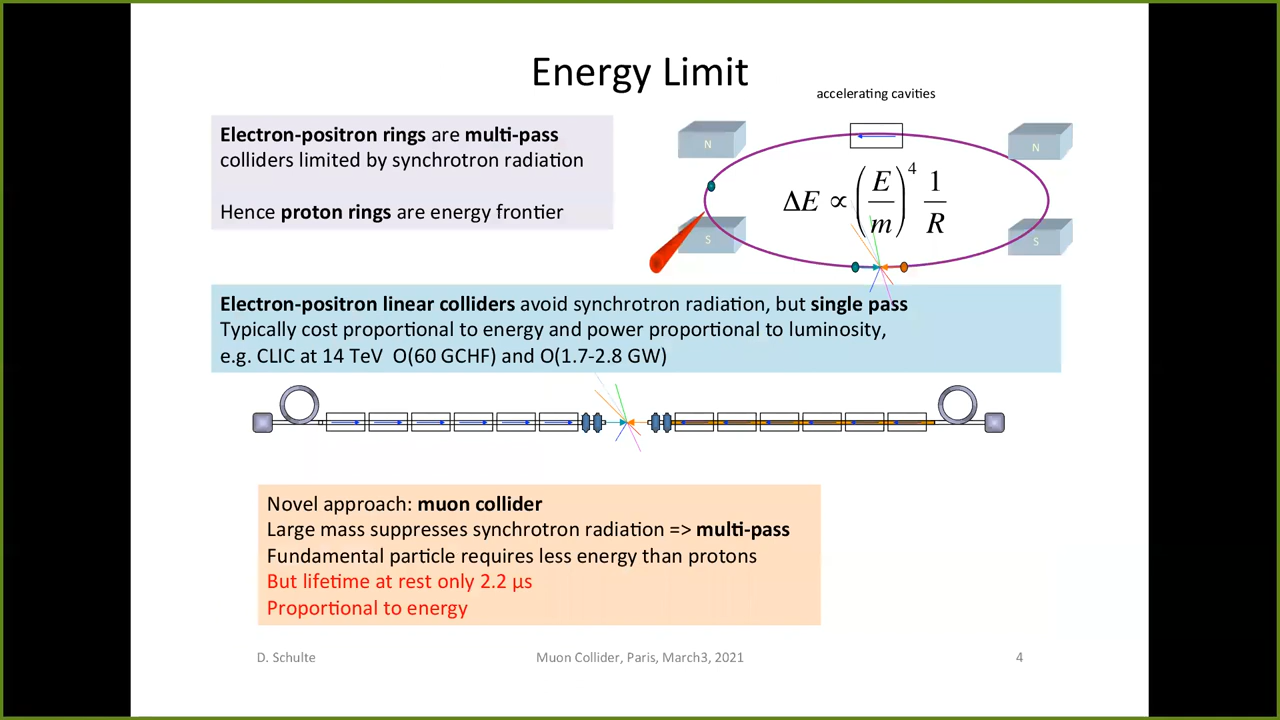 Energy Limit
accelerating cavities
Electron-positron rings are multi-pass
colliders limited by synchrotron radiation
Hence proton rings are energy frontier
N
N
S
S
ΔE ∝ (E/m)^4 1/R
Electron-positron linear colliders avoid synchrotron radiation, but single pass
Typically cost proportional to energy and power proportional to luminosity,
e.g. CLIC at 14 TeV O(60 GCHF) and O(1.7-2.8 GW)
Novel approach: muon collider
Large mass suppresses synchrotron radiation => multi-pass
Fundamental particle requires less energy than protons
But lifetime at rest only 2.2 μs
Proportional to energy
D. Schulte
Muon Collider, Paris, March3, 2021
4